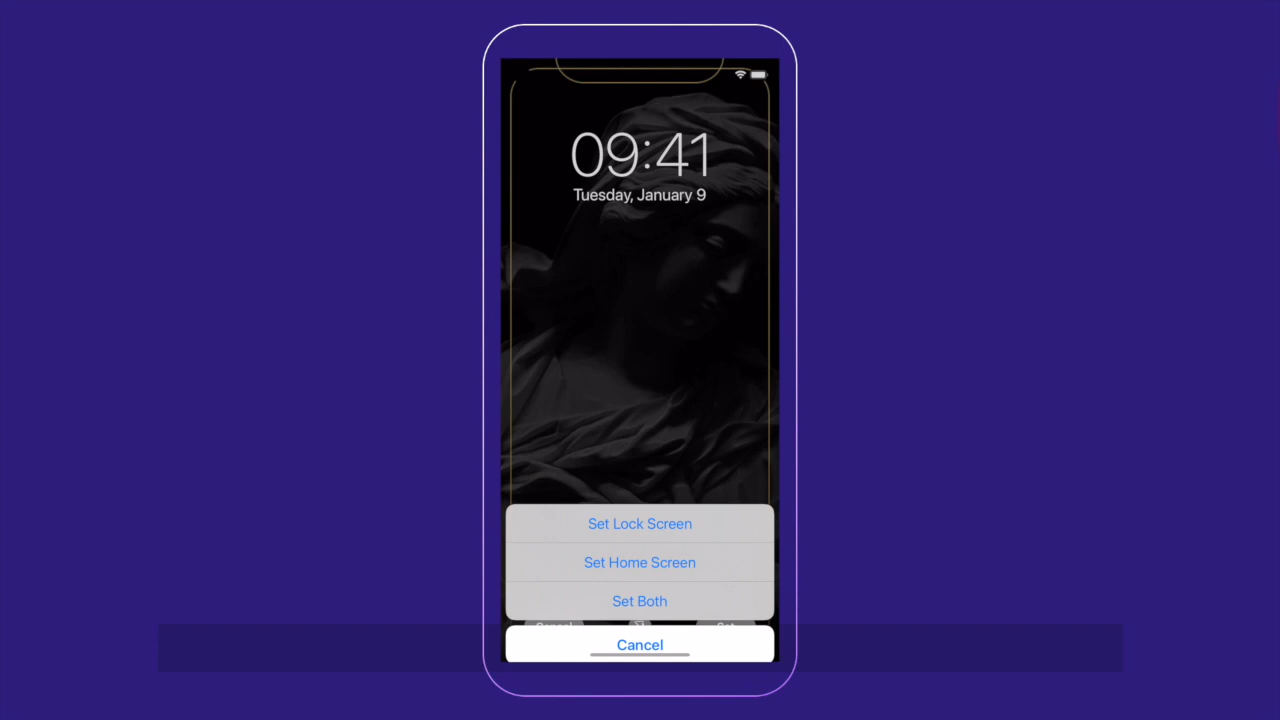 09:41
Tuesday, January 9
Set Lock Screen
Set Home Screen
Set Both
Cancel